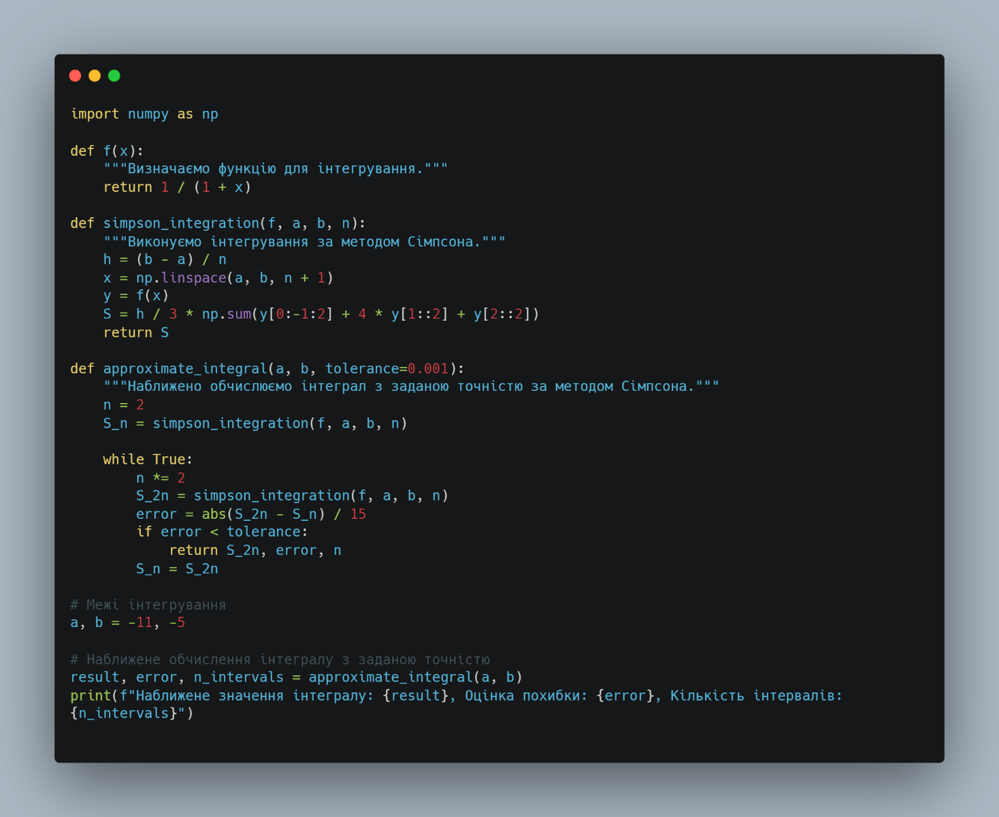 import numpy as np
def f(x):
    """Визначаємо функцію для інтегрування."""
    return 1 / (1 + x)
def simpson_integration(f, a, b, n):
    """Виконуємо інтегрування за методом Сімпсона."""
    h = (b - a) / n
    x = np.linspace(a, b, n + 1)
    y = f(x)
    S = h / 3 * np.sum(y[0:-1:2] + 4 * y[1::2] + y[2::2])
    return S
def approximate_integral(a, b, tolerance=0.001):
    """Наближено обчислюємо інтеграл з заданою точністю за методом Сімпсона."""
    n = 2
    S_n = simpson_integration(f, a, b, n)
    while True:
        n *= 2
        S_2n = simpson_integration(f, a, b, n)
        error = abs(S_2n - S_n) / 15
        if error < tolerance:
            return S_2n, error, n
        S_n = S_2n
# Межі інтегрування
a, b = -11, -5
# Наближене обчислення інтегралу з заданою точністю
result, error, n_intervals = approximate_integral(a, b)
print(f"Наближене значення інтегралу: {result}, Оцінка похибки: {error}, Кількість інтервалів:
{n_intervals}")